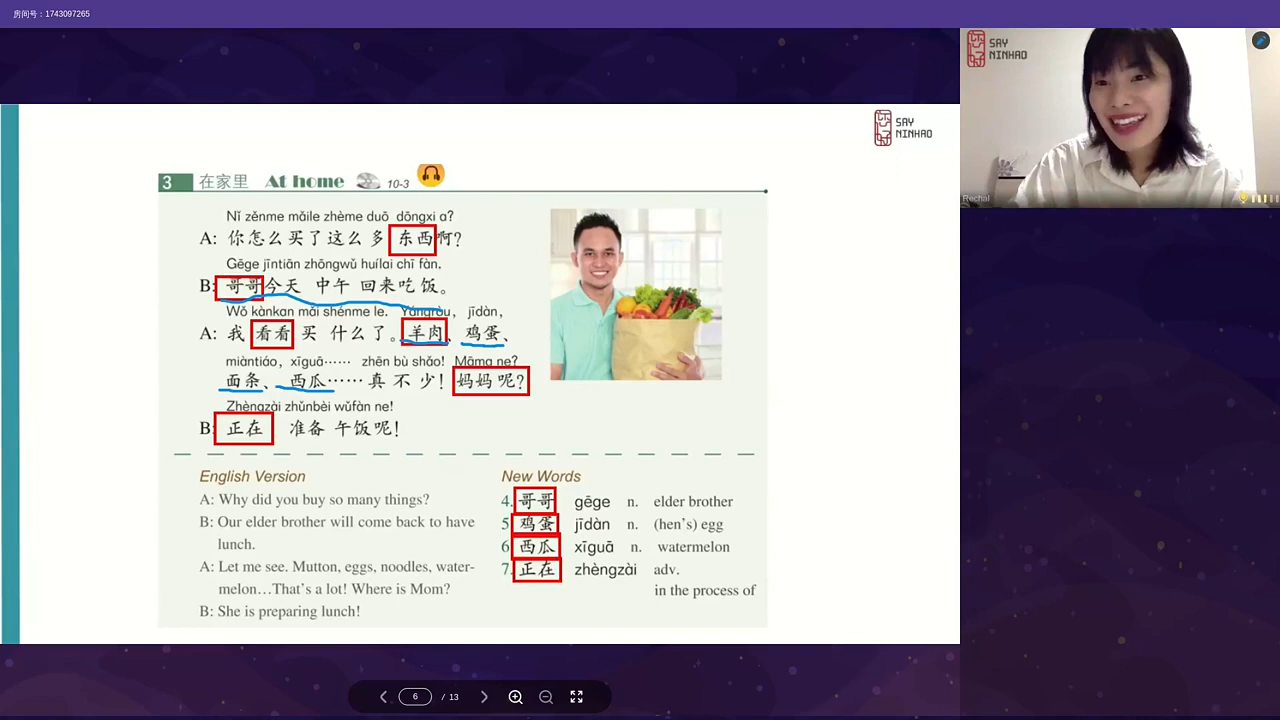 房间号：1743097265
SAY
NINHAO
SAY
NINHAO
Rechal
3 在家里 At home 10-3
Nǐ zěnme mǎile zhème duō dōngxi a?
A: 你怎么买了这么多东西啊?
Gēge jīntiān zhōngwǔ huílai chī fàn.
B: 哥哥今天中午回来吃饭。
Wǒ kànkan mǎi shénme le. Yángròu, jīdàn,
A: 我看看买什么了。羊肉、鸡蛋、
miàntiáo, xīguā…… zhēn bù shǎo! Māma ne?
面条、西瓜……真不少! 妈妈呢?
Zhèngzài zhǔnbèi wǔfàn ne!
B: 正在准备午饭呢!
English Version
A: Why did you buy so many things?
B: Our elder brother will come back to have
lunch.
A: Let me see. Mutton, eggs, noodles, water-
melon…That's a lot! Where is Mom?
B: She is preparing lunch!
New Words
4. 哥哥 gēge n. elder brother
5. 鸡蛋 jīdàn n. (hen's) egg
6. 西瓜 xīguā n. watermelon
7. 正在 zhèngzài adv.
in the process of
6 / 13